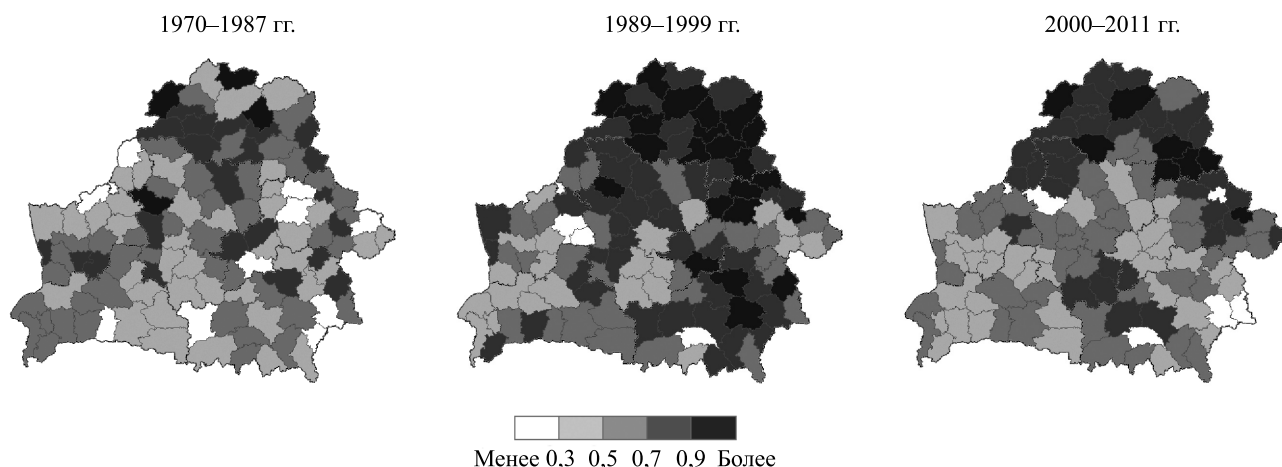 1970–1987 гг.
1989–1999 гг.
2000–2011 гг.
Менее 0,3 0,5 0,7 0,9 Более